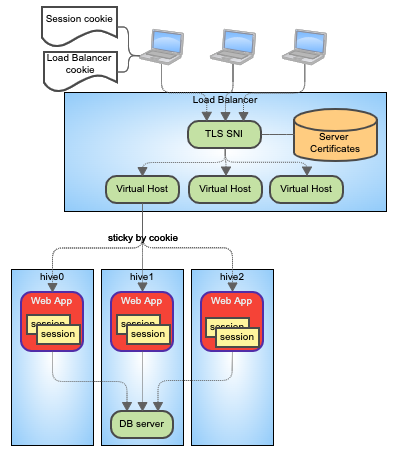 Session cookie
Load Balancer
cookie
Load Balancer
TLS SNI
Server
Certificates
Virtual Host
Virtual Host
Virtual Host
sticky by cookie
hive0
hive1
hive2
Web App
Web App
Web App
session
session
session
session
session
session
DB server